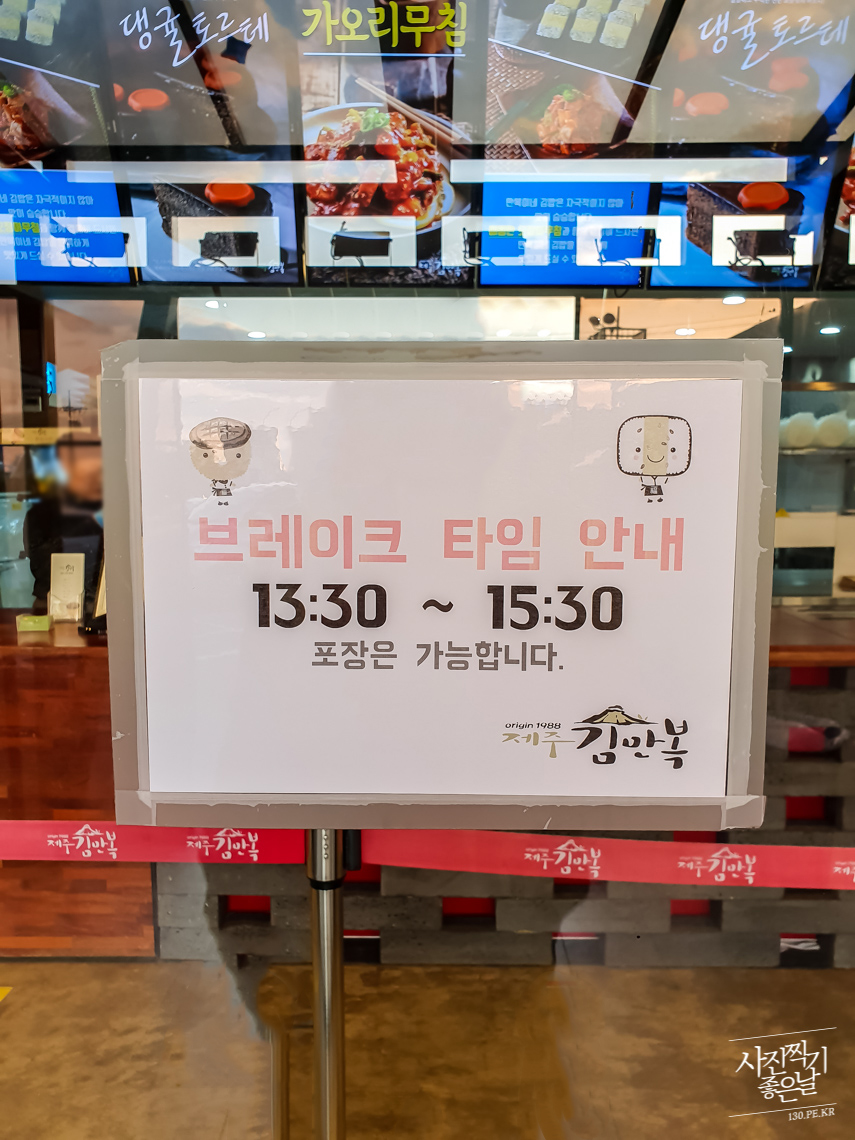 댕귤토르테
가오리무침
댕귤토르테
브레이크 타임 안내
13:30 ~ 15:30
포장은 가능합니다.
origin 1988
제주 김만복
제주 김만복
제주 김만복
제주 김만복
제주 김만복
사진찍기
좋은날
130.PE.KR